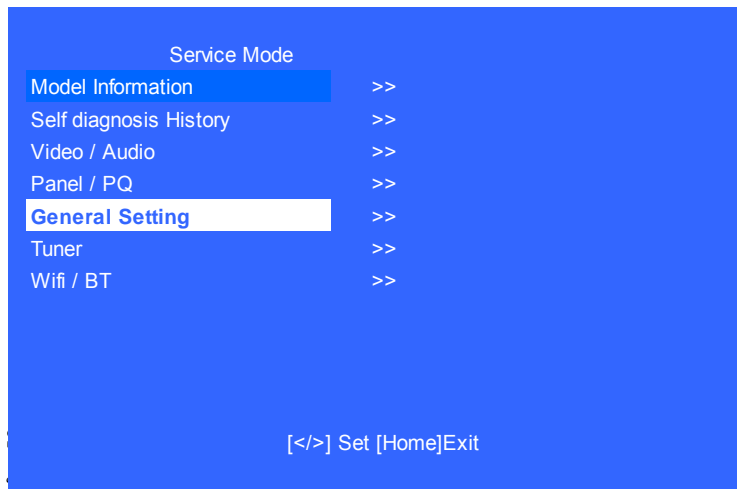 Service Mode
Model Information >>
Self diagnosis History >>
Video / Audio >>
Panel / PQ >>
General Setting >>
Tuner >>
Wifi / BT >>
[</>] Set [Home]Exit